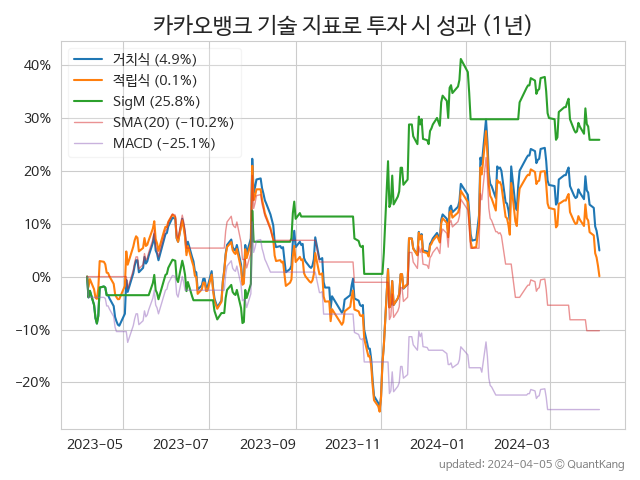 카카오뱅크 기술 지표로 투자 시 성과 (1년)
거치식 (4.9%)
적립식 (0.1%)
SigM (25.8%)
SMA(20) (−10.2%)
MACD (−25.1%)
40%
30%
20%
10%
0%
−10%
−20%
2023-05 2023-07 2023-09 2023-11 2024-01 2024-03
updated: 2024-04-05 © QuantKang